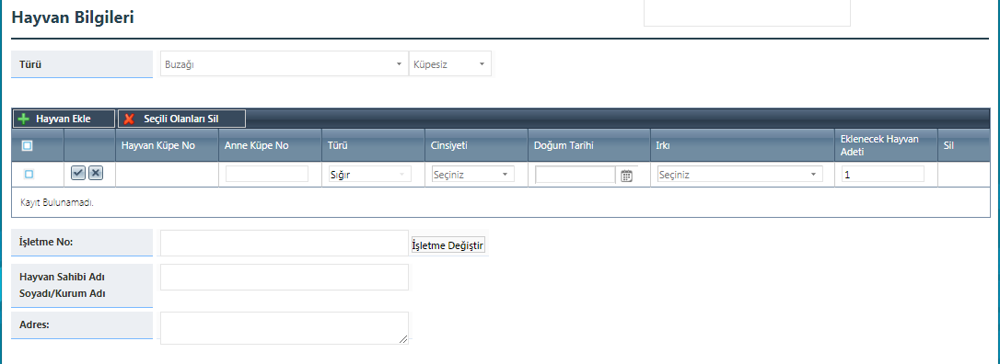 Hayvan Bilgileri
Türü Buzağı Küpesiz
Hayvan Ekle Seçili Olanları Sil
Hayvan Küpe No Anne Küpe No Türü Cinsiyeti Doğum Tarihi Irkı Eklenecek Hayvan Adeti Sil
Sığır Seçiniz Seçiniz 1
Kayıt Bulunamadı.
İşletme No: İşletme Değiştir
Hayvan Sahibi Adı
Soyadı/Kurum Adı
Adres: